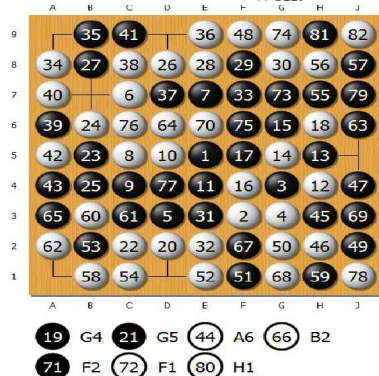 A B C D E F G H J
9 35 41 36 48 74 81 82
8 34 27 38 26 28 29 30 56 57
7 40 6 37 7 33 73 55 79
6 39 24 76 64 70 75 15 18 63
5 42 23 8 10 1 17 14 13
4 43 25 9 77 11 16 3 12 47
3 65 60 61 5 31 2 4 45 69
2 62 53 22 20 32 67 50 46 49
1 58 54 52 51 68 59 78
A B C D E F G H J
19 G4 21 G5 44 A6 66 B2
71 F2 72 F1 80 H1